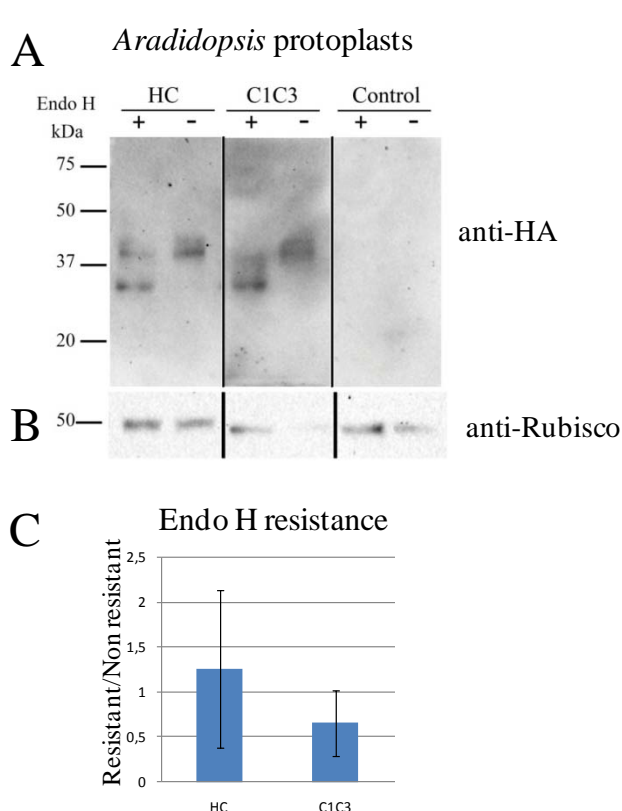 A
Aradidopsis protoplasts
Endo H HC C1C3 Control
+ - + - + -
kDa
75
50
37
20
anti-HA
B
50
anti-Rubisco
C
Endo H resistance
Resistant/Non resistant
2,5
2
1,5
1
0,5
0
HC C1C3